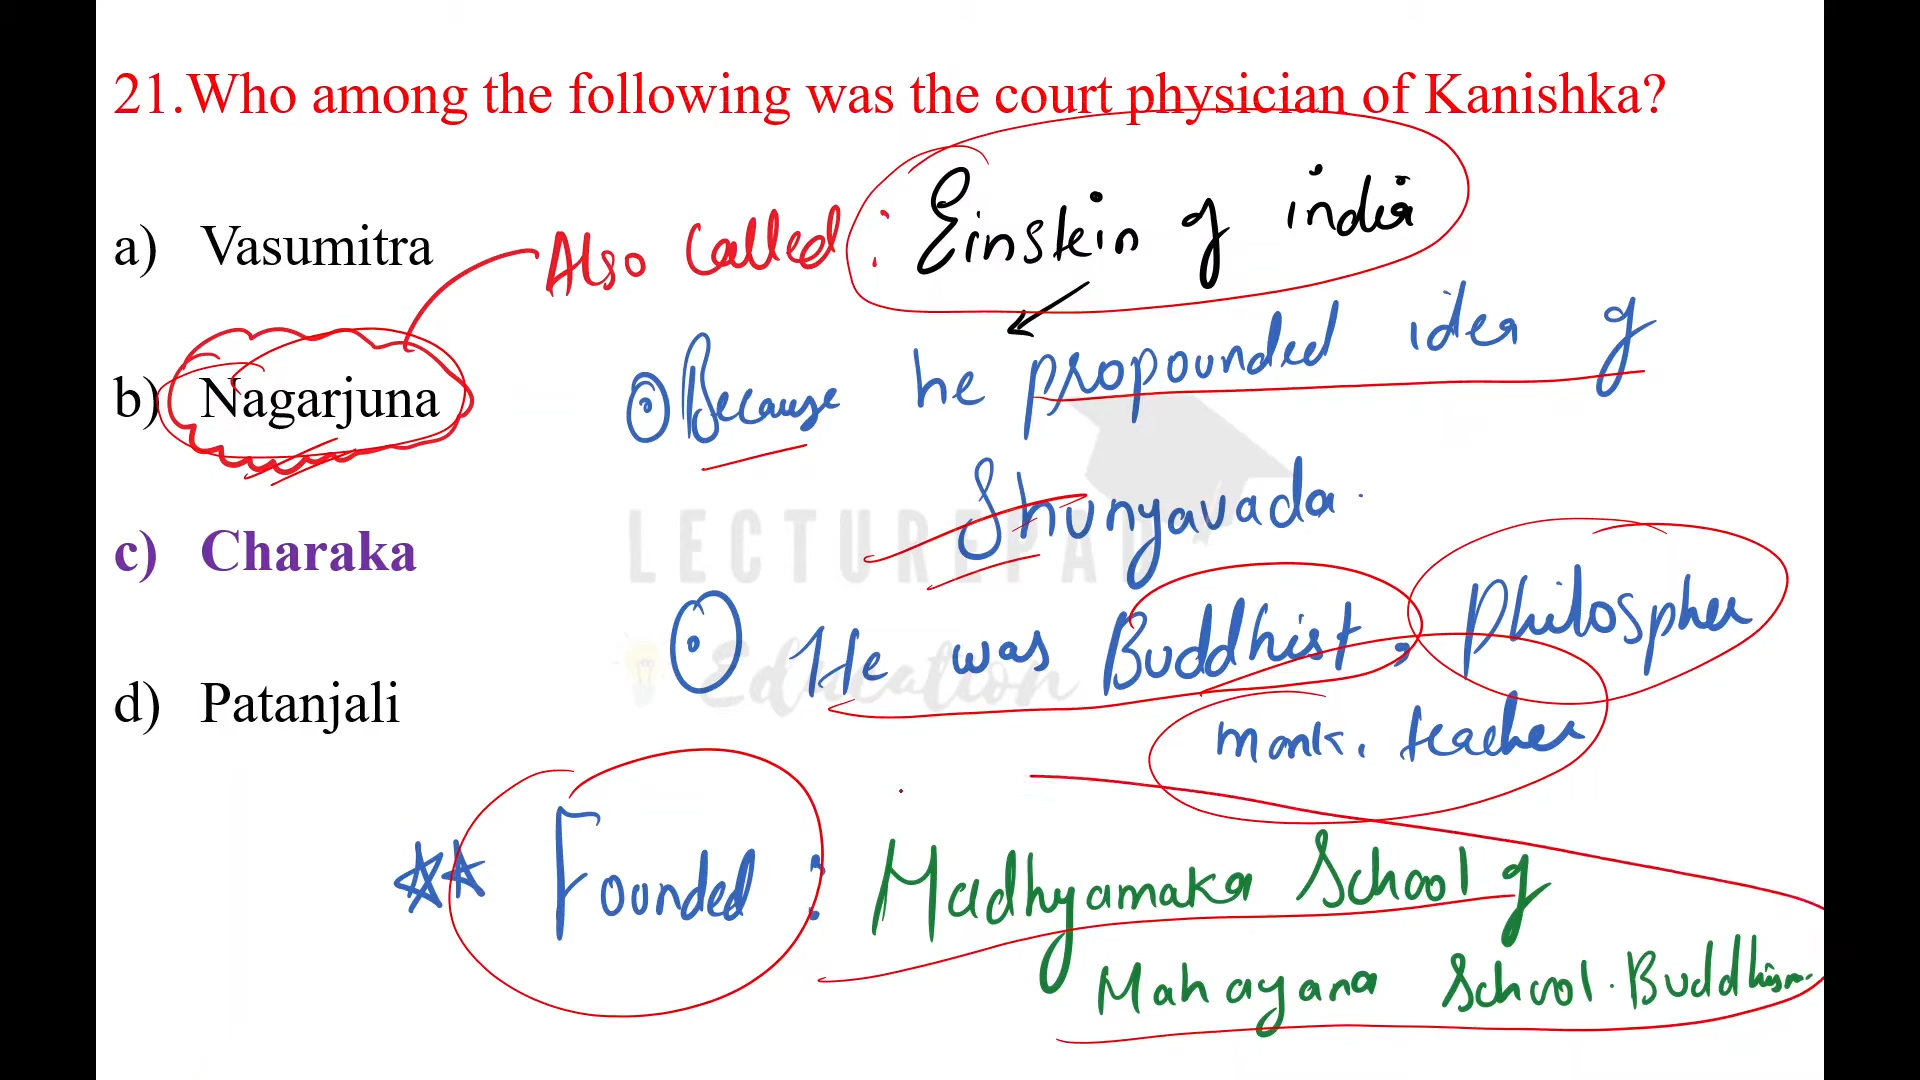 21.Who among the following was the court physician of Kanishka?
a) Vasumitra
Also Called : Einstein of india
b) Nagarjuna
Because he propounded idea of
Shunyavada.
c) Charaka
LECTUREPAD
Education
He was Buddhist, Philospher
monk. teacher
d) Patanjali
Founded : Madhyamaka School of
Mahayana School. Buddhism.